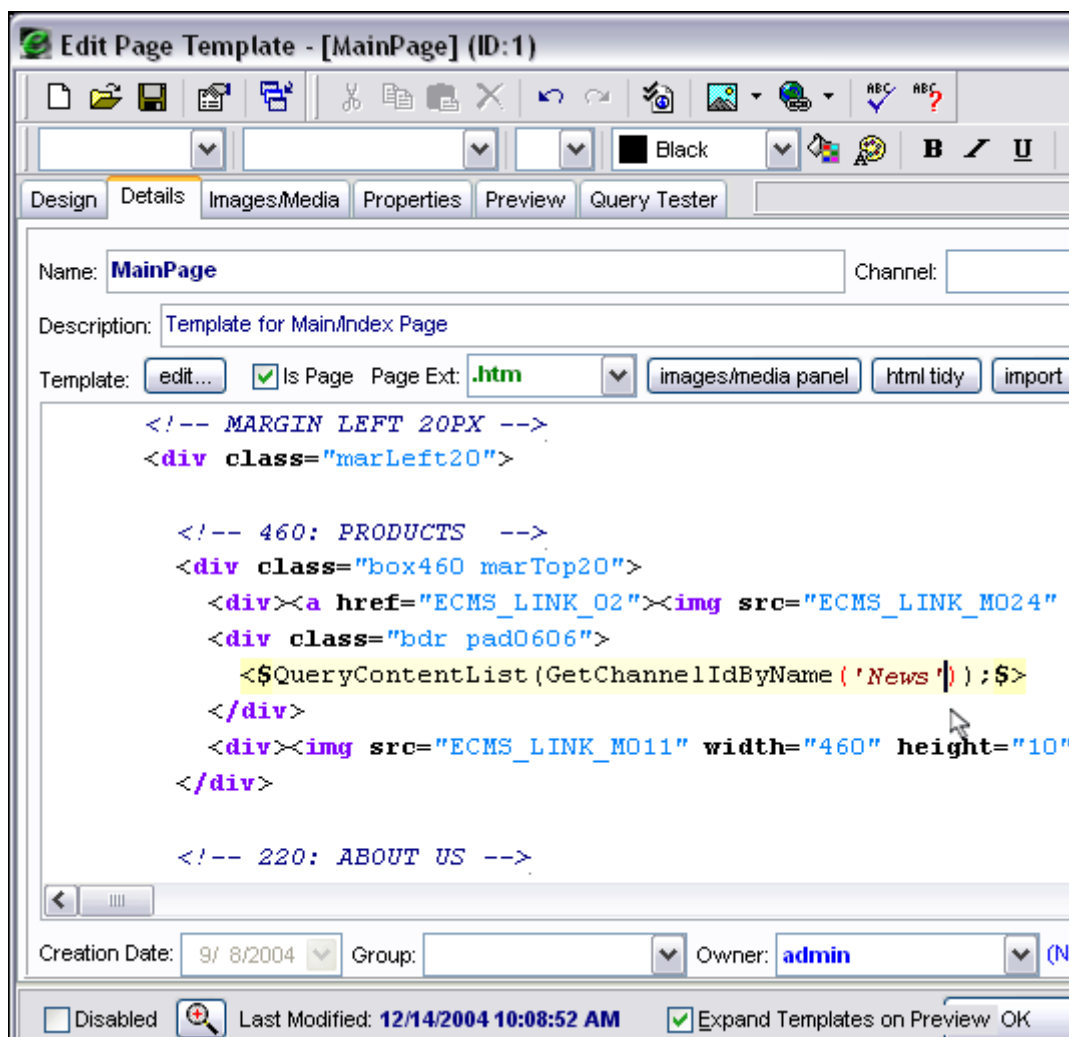 Edit Page Template - [MainPage] (ID:1)
ABC ABC ?
Black B I U
Design Details Images/Media Properties Preview Query Tester
Name: MainPage Channel:
Description: Template for Main/Index Page
Template: edit... Is Page Page Ext: .htm images/media panel html tidy import
<!-- MARGIN LEFT 20PX -->
<div class="marLeft20">
<!-- 460: PRODUCTS  -->
<div class="box460 marTop20">
<div><a href="ECMS_LINK_02"><img src="ECMS_LINK_M024"
<div class="bdr pad0606">
<$QueryContentList(GetChannelIdByName('News'));$>
</div>
<div><img src="ECMS_LINK_M011" width="460" height="10"
</div>
<!-- 220: ABOUT US -->
Creation Date: 9/ 8/2004 Group: Owner: admin (N
Disabled Last Modified: 12/14/2004 10:08:52 AM Expand Templates on Preview OK